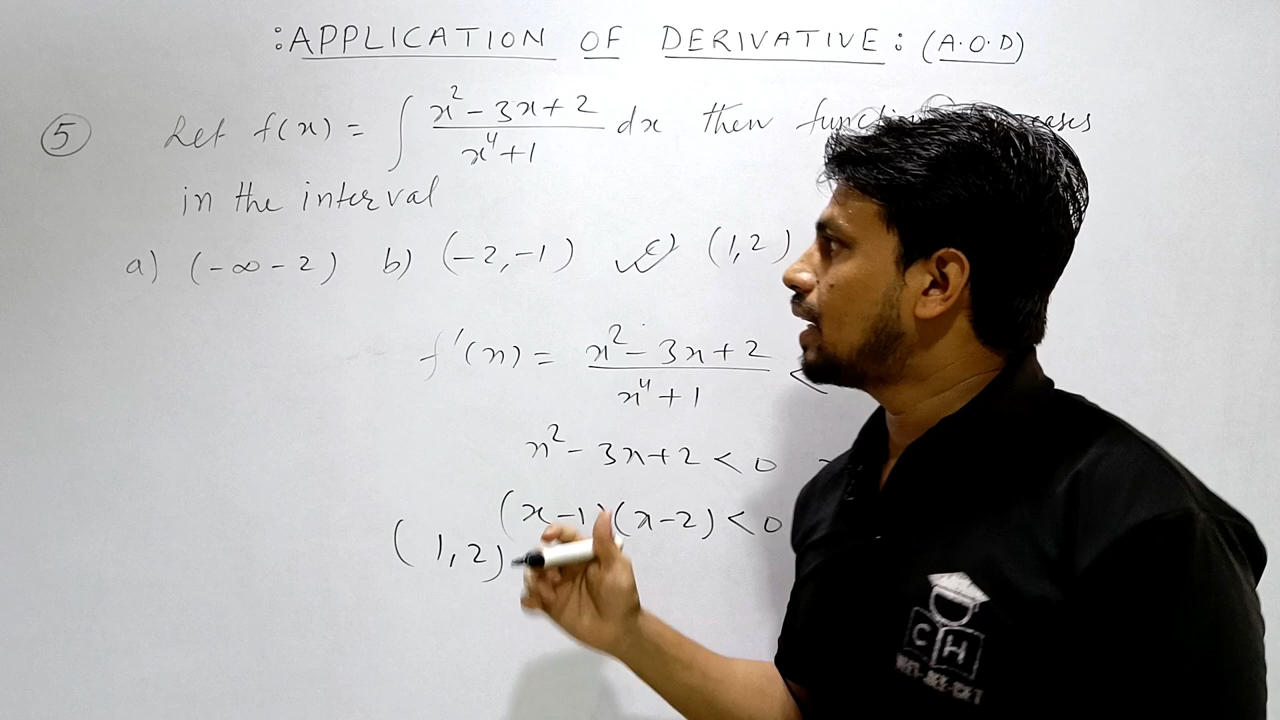 :APPLICATION OF DERIVATIVE: (A.O.D)
5 Let f(x) = ∫ (x² - 3x + 2)/(x⁴ + 1) dx then
in the interval
a) (-∞ - 2) b) (-2, -1) ✓ c) (1, 2)
f'(x) = (x² - 3x + 2)/(x⁴ + 1) <
x² - 3x + 2 < 0
(x - 1)(x - 2) < 0
(1, 2)
CH